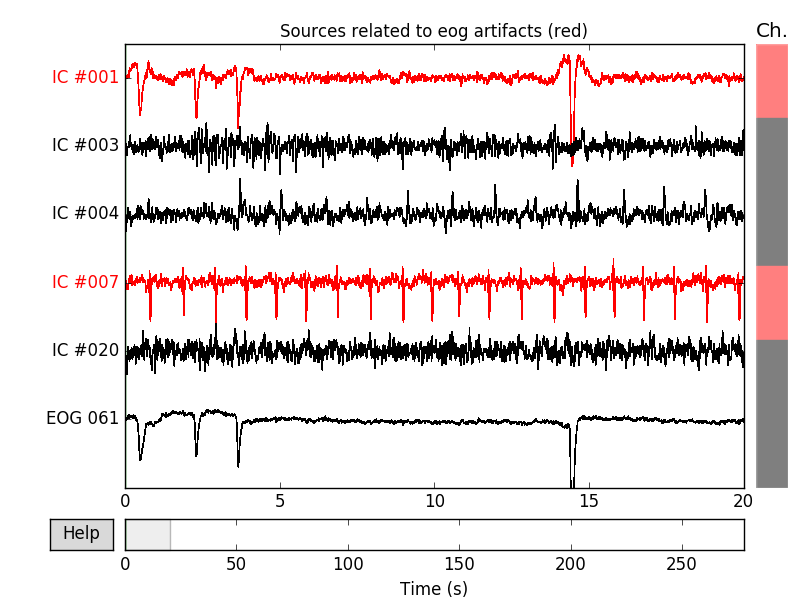 Sources related to eog artifacts (red)
Ch.
IC #001
IC #003
IC #004
IC #007
IC #020
EOG 061
0 5 10 15 20
Help
0 50 100 150 200 250
Time (s)